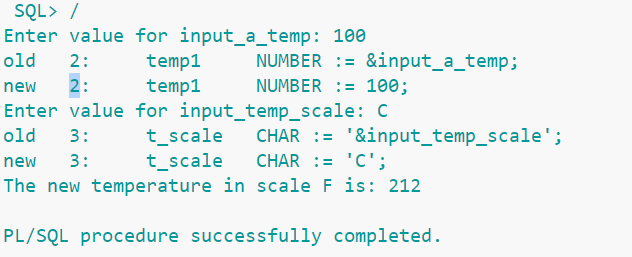 SQL> /
Enter value for input_a_temp: 100
old   2:     temp1     NUMBER := &input_a_temp;
new   2:     temp1     NUMBER := 100;
Enter value for input_temp_scale: C
old   3:     t_scale   CHAR := '&input_temp_scale';
new   3:     t_scale   CHAR := 'C';
The new temperature in scale F is: 212
PL/SQL procedure successfully completed.